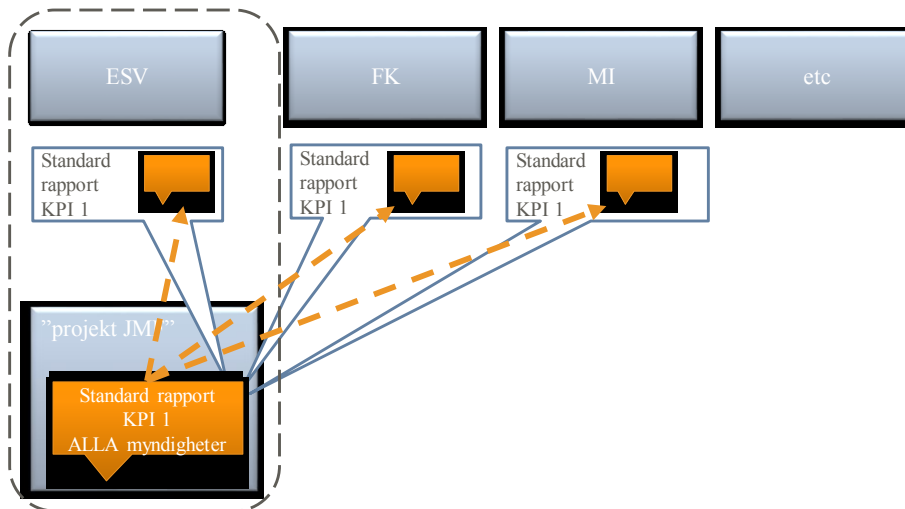 ESV
FK
MI
etc
Standard
rapport
KPI 1
Standard
rapport
KPI 1
Standard
rapport
KPI 1
”projekt
Standard rapport
KPI 1
ALLA myndigheter